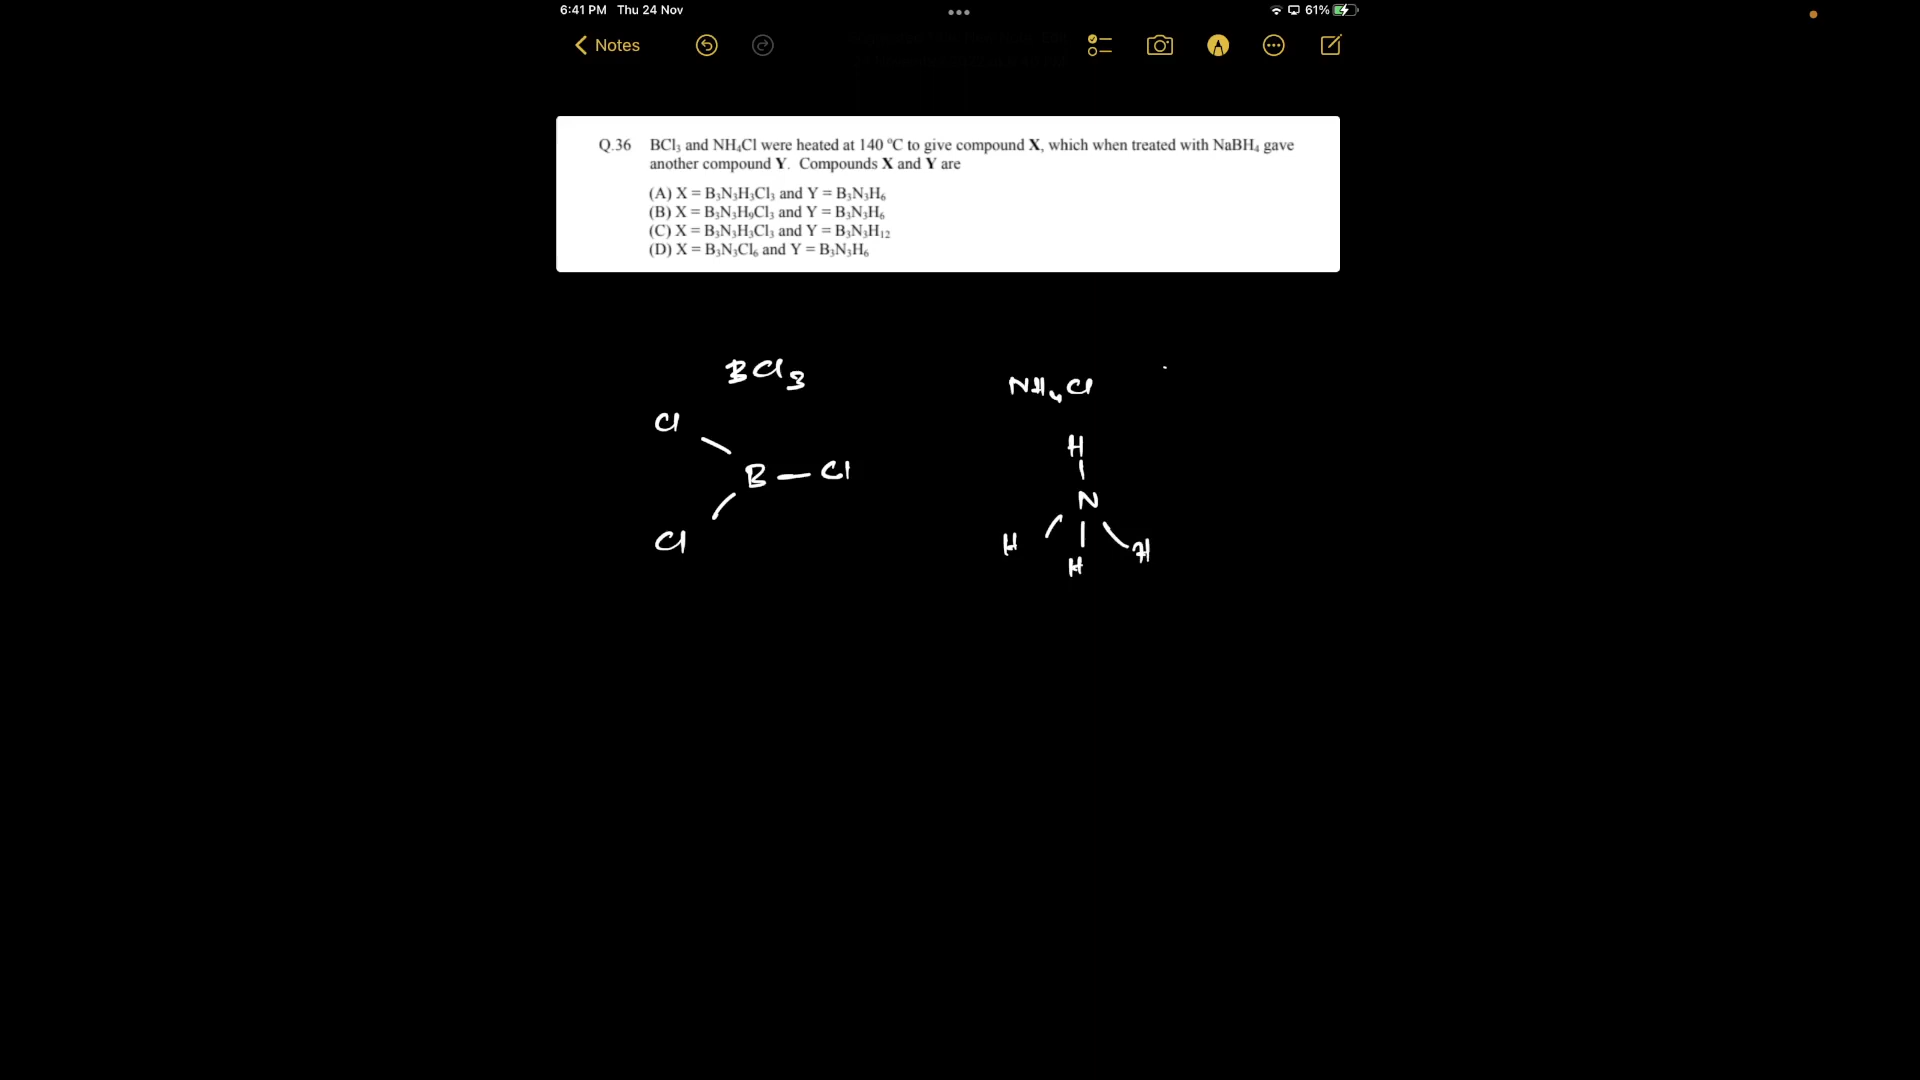 6:41 PM Thu 24 Nov
61%
Notes
Q.36 BCl₃ and NH₄Cl were heated at 140 ºC to give compound X, which when treated with NaBH₄ gave
another compound Y. Compounds X and Y are
(A) X = B₃N₃H₃Cl₃ and Y = B₃N₃H₆
(B) X = B₃N₃H₉Cl₃ and Y = B₃N₃H₆
(C) X = B₃N₃H₃Cl₃ and Y = B₃N₃H₁₂
(D) X = B₃N₃Cl₆ and Y = B₃N₃H₆
BCl₃
NH₄Cl
Cl
H
B – Cl
N
Cl
H H H